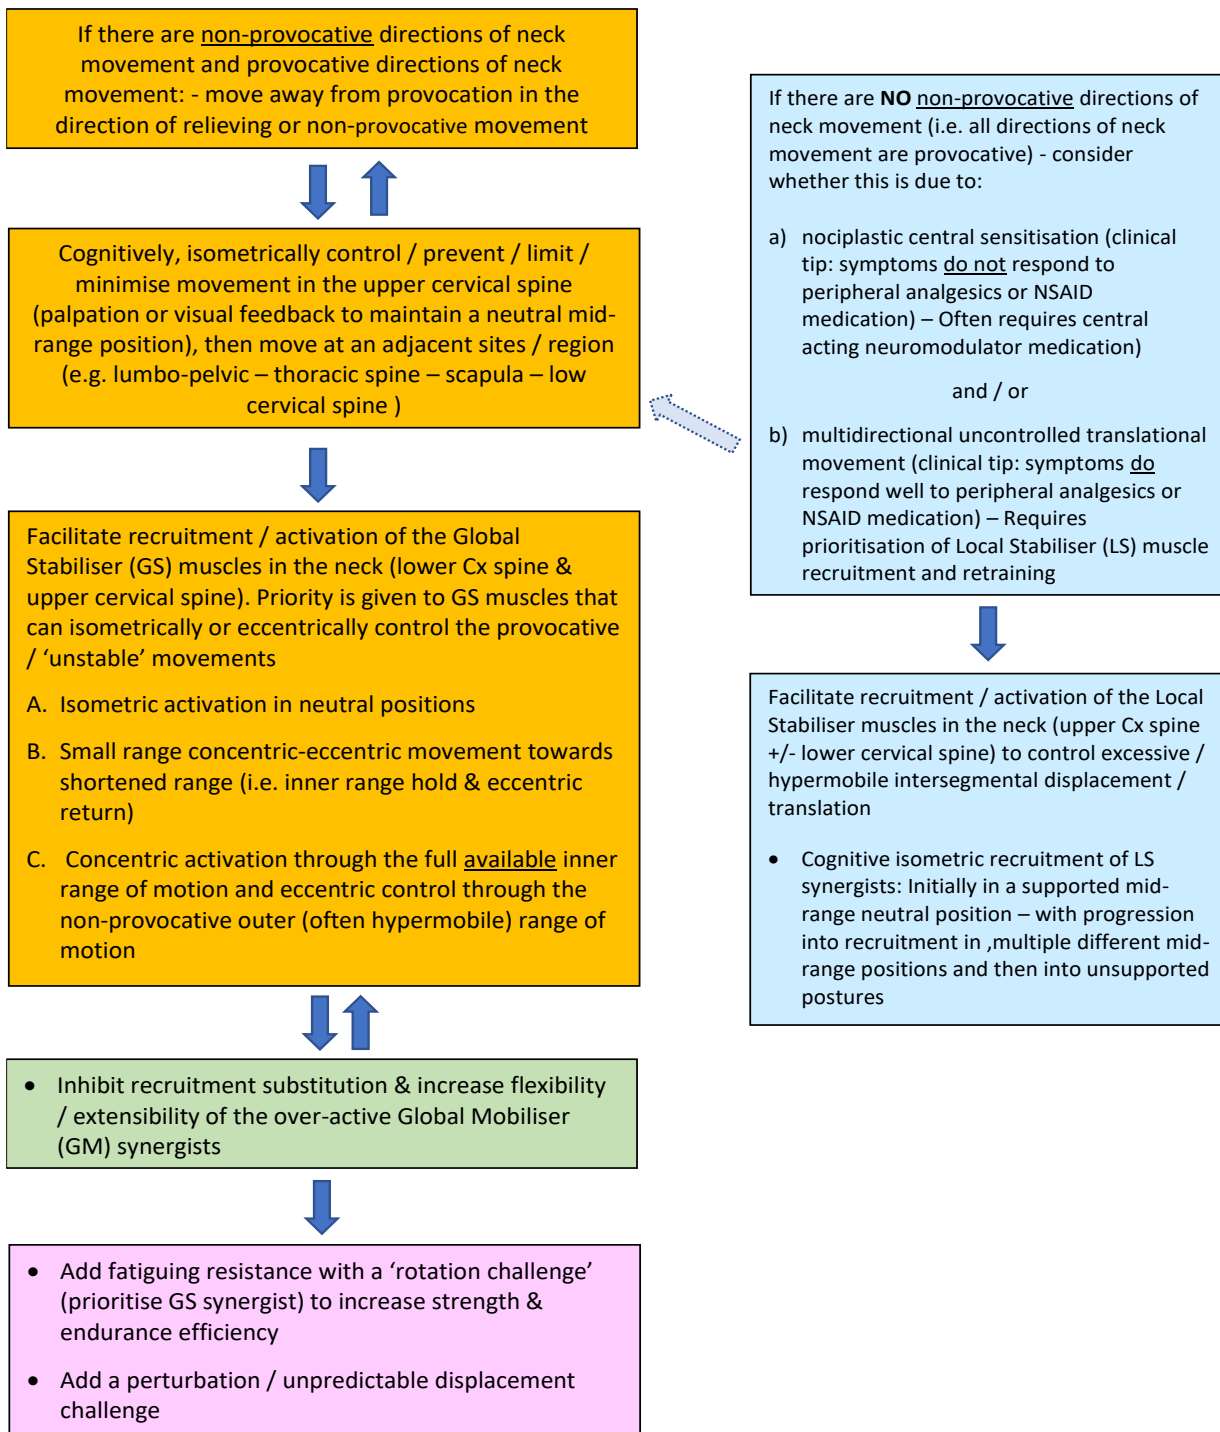 If there are non-provocative directions of neck
movement and provocative directions of neck
movement: - move away from provocation in the
direction of relieving or non-provocative movement
Cognitively, isometrically control / prevent / limit /
minimise movement in the upper cervical spine
(palpation or visual feedback to maintain a neutral mid-
range position), then move at an adjacent sites / region
(e.g. lumbo-pelvic – thoracic spine – scapula – low
cervical spine )
Facilitate recruitment / activation of the Global
Stabiliser (GS) muscles in the neck (lower Cx spine &
upper cervical spine). Priority is given to GS muscles that
can isometrically or eccentrically control the provocative
/ ‘unstable’ movements
A. Isometric activation in neutral positions
B. Small range concentric-eccentric movement towards
shortened range (i.e. inner range hold & eccentric
return)
C. Concentric activation through the full available inner
range of motion and eccentric control through the
non-provocative outer (often hypermobile) range of
motion
• Inhibit recruitment substitution & increase flexibility
/ extensibility of the over-active Global Mobiliser
(GM) synergists
• Add fatiguing resistance with a ‘rotation challenge’
(prioritise GS synergist) to increase strength &
endurance efficiency
• Add a perturbation / unpredictable displacement
challenge
If there are NO non-provocative directions of
neck movement (i.e. all directions of neck
movement are provocative) - consider
whether this is due to:
a) nociplastic central sensitisation (clinical
tip: symptoms do not respond to
peripheral analgesics or NSAID
medication) – Often requires central
acting neuromodulator medication)
and / or
b) multidirectional uncontrolled translational
movement (clinical tip: symptoms do
respond well to peripheral analgesics or
NSAID medication) – Requires
prioritisation of Local Stabiliser (LS) muscle
recruitment and retraining
Facilitate recruitment / activation of the Local
Stabiliser muscles in the neck (upper Cx spine
+/- lower cervical spine) to control excessive /
hypermobile intersegmental displacement /
translation
• Cognitive isometric recruitment of LS
synergists: Initially in a supported mid-
range neutral position – with progression
into recruitment in ,multiple different mid-
range positions and then into unsupported
postures